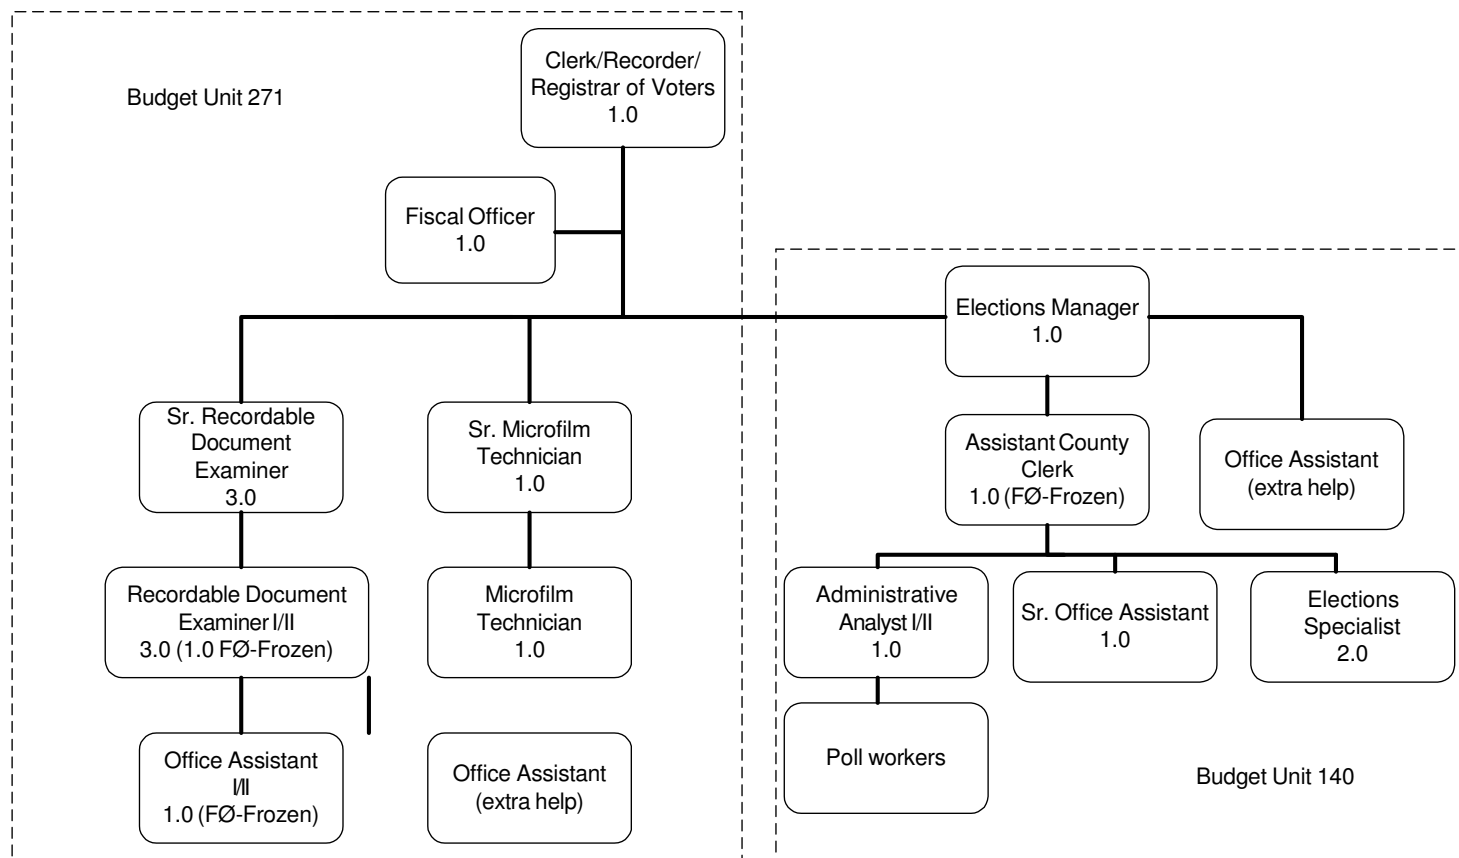 Clerk/Recorder/
Registrar of Voters
1.0
Budget Unit 271
Fiscal Officer
1.0
Elections Manager
1.0
Sr. Recordable
Document
Examiner
3.0
Sr. Microfilm
Technician
1.0
Assistant County
Clerk
1.0 (FØ-Frozen)
Office Assistant
(extra help)
Recordable Document
Examiner I/II
3.0 (1.0 FØ-Frozen)
Microfilm
Technician
1.0
Administrative
Analyst I/II
1.0
Sr. Office Assistant
1.0
Elections
Specialist
2.0
Office Assistant
I/II
1.0 (FØ-Frozen)
Office Assistant
(extra help)
Poll workers
Budget Unit 140